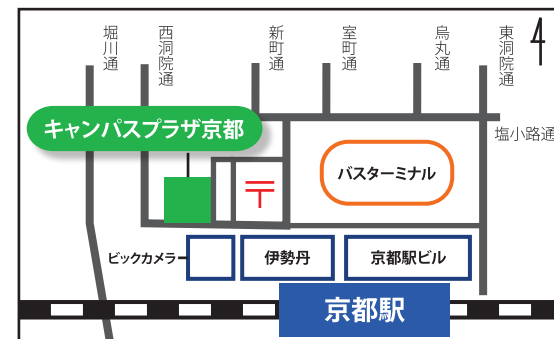 堀川通
西洞院通
新町通
室町通
烏丸通
東洞院通
塩小路通
キャンパスプラザ京都
バスターミナル
〒
ビックカメラ
伊勢丹
京都駅ビル
京都駅